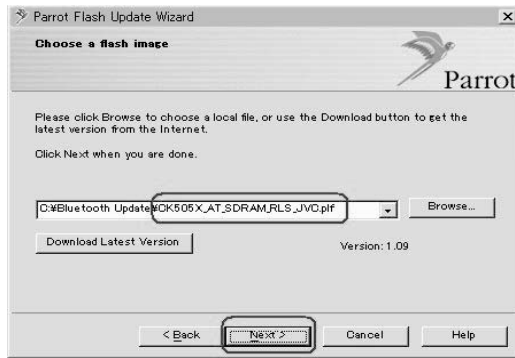 Parrot Flash Update Wizard
Choose a flash image
Parrot
Please click Browse to choose a local file, or use the Download button to get the
latest version from the Internet.
Click Next when you are done.
C:¥Bluetooth Update¥CK505X_AT_SDRAM_RLS_JVC.plf
Browse...
Download Latest Version
Version: 1.09
< Back
Next >
Cancel
Help